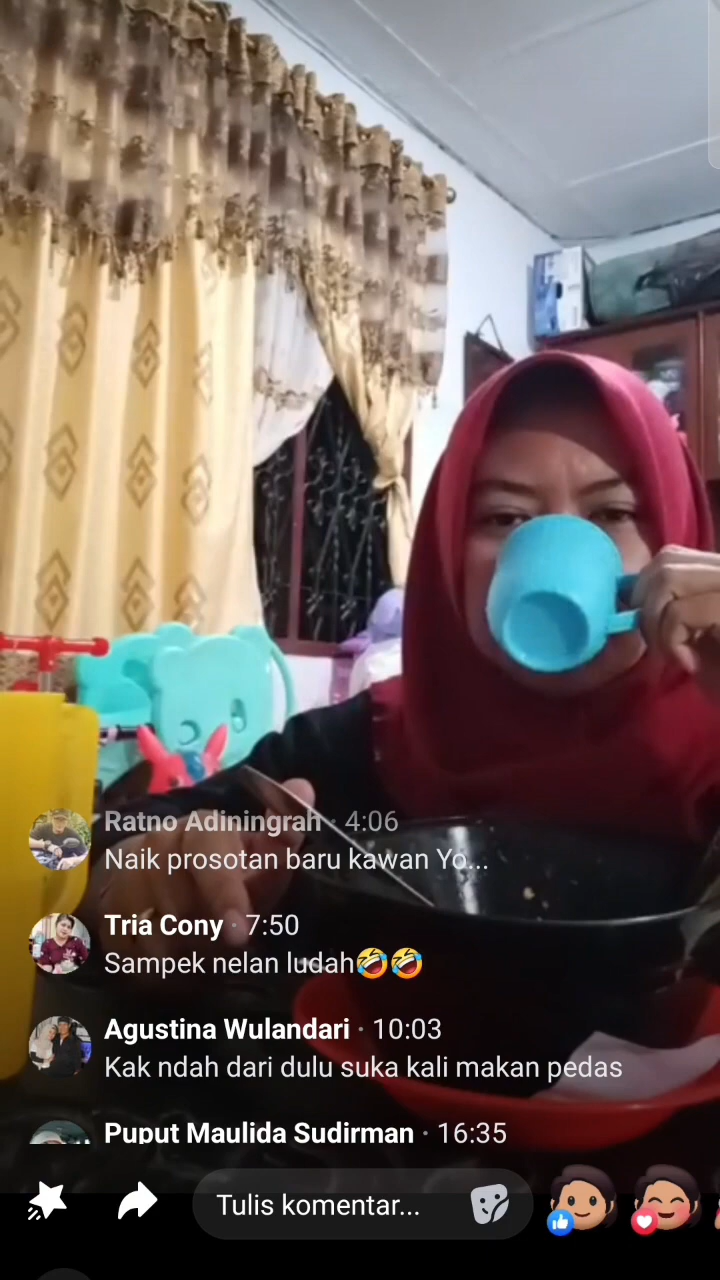 Ratno Adiningrah · 4:06
Naik prosotan baru kawan Yo...
Tria Cony · 7:50
Sampek nelan ludah🤣🤣
Agustina Wulandari · 10:03
Kak ndah dari dulu suka kali makan pedas
Puput Maulida Sudirman · 16:35
Tulis komentar...